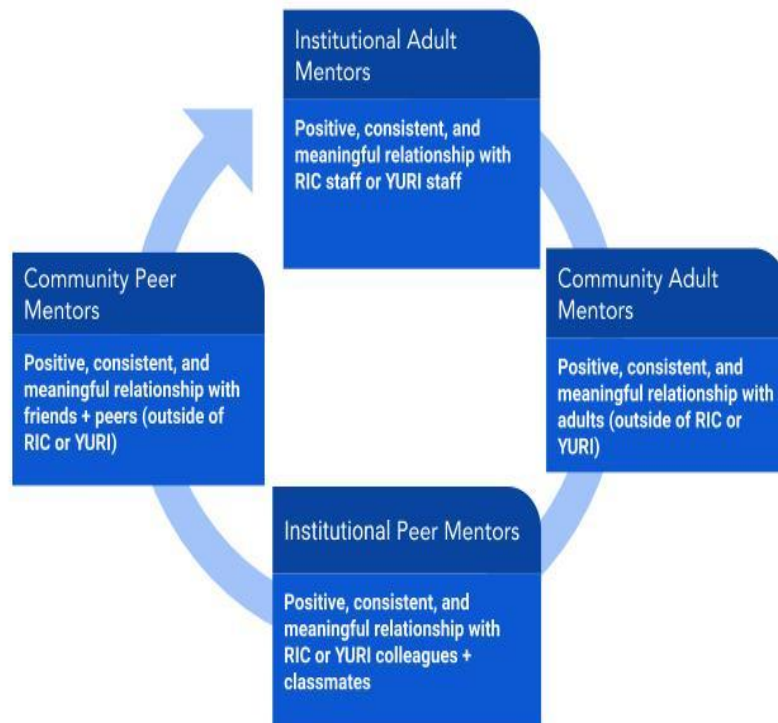 Institutional Adult
Mentors
Positive, consistent, and
meaningful relationship with
RIC staff or YURI staff
Community Adult
Mentors
Positive, consistent, and
meaningful relationship with
adults (outside of RIC or
YURI)
Institutional Peer Mentors
Positive, consistent, and
meaningful relationship with
RIC or YURI colleagues +
classmates
Community Peer
Mentors
Positive, consistent, and
meaningful relationship with
friends + peers (outside of
RIC or YURI)